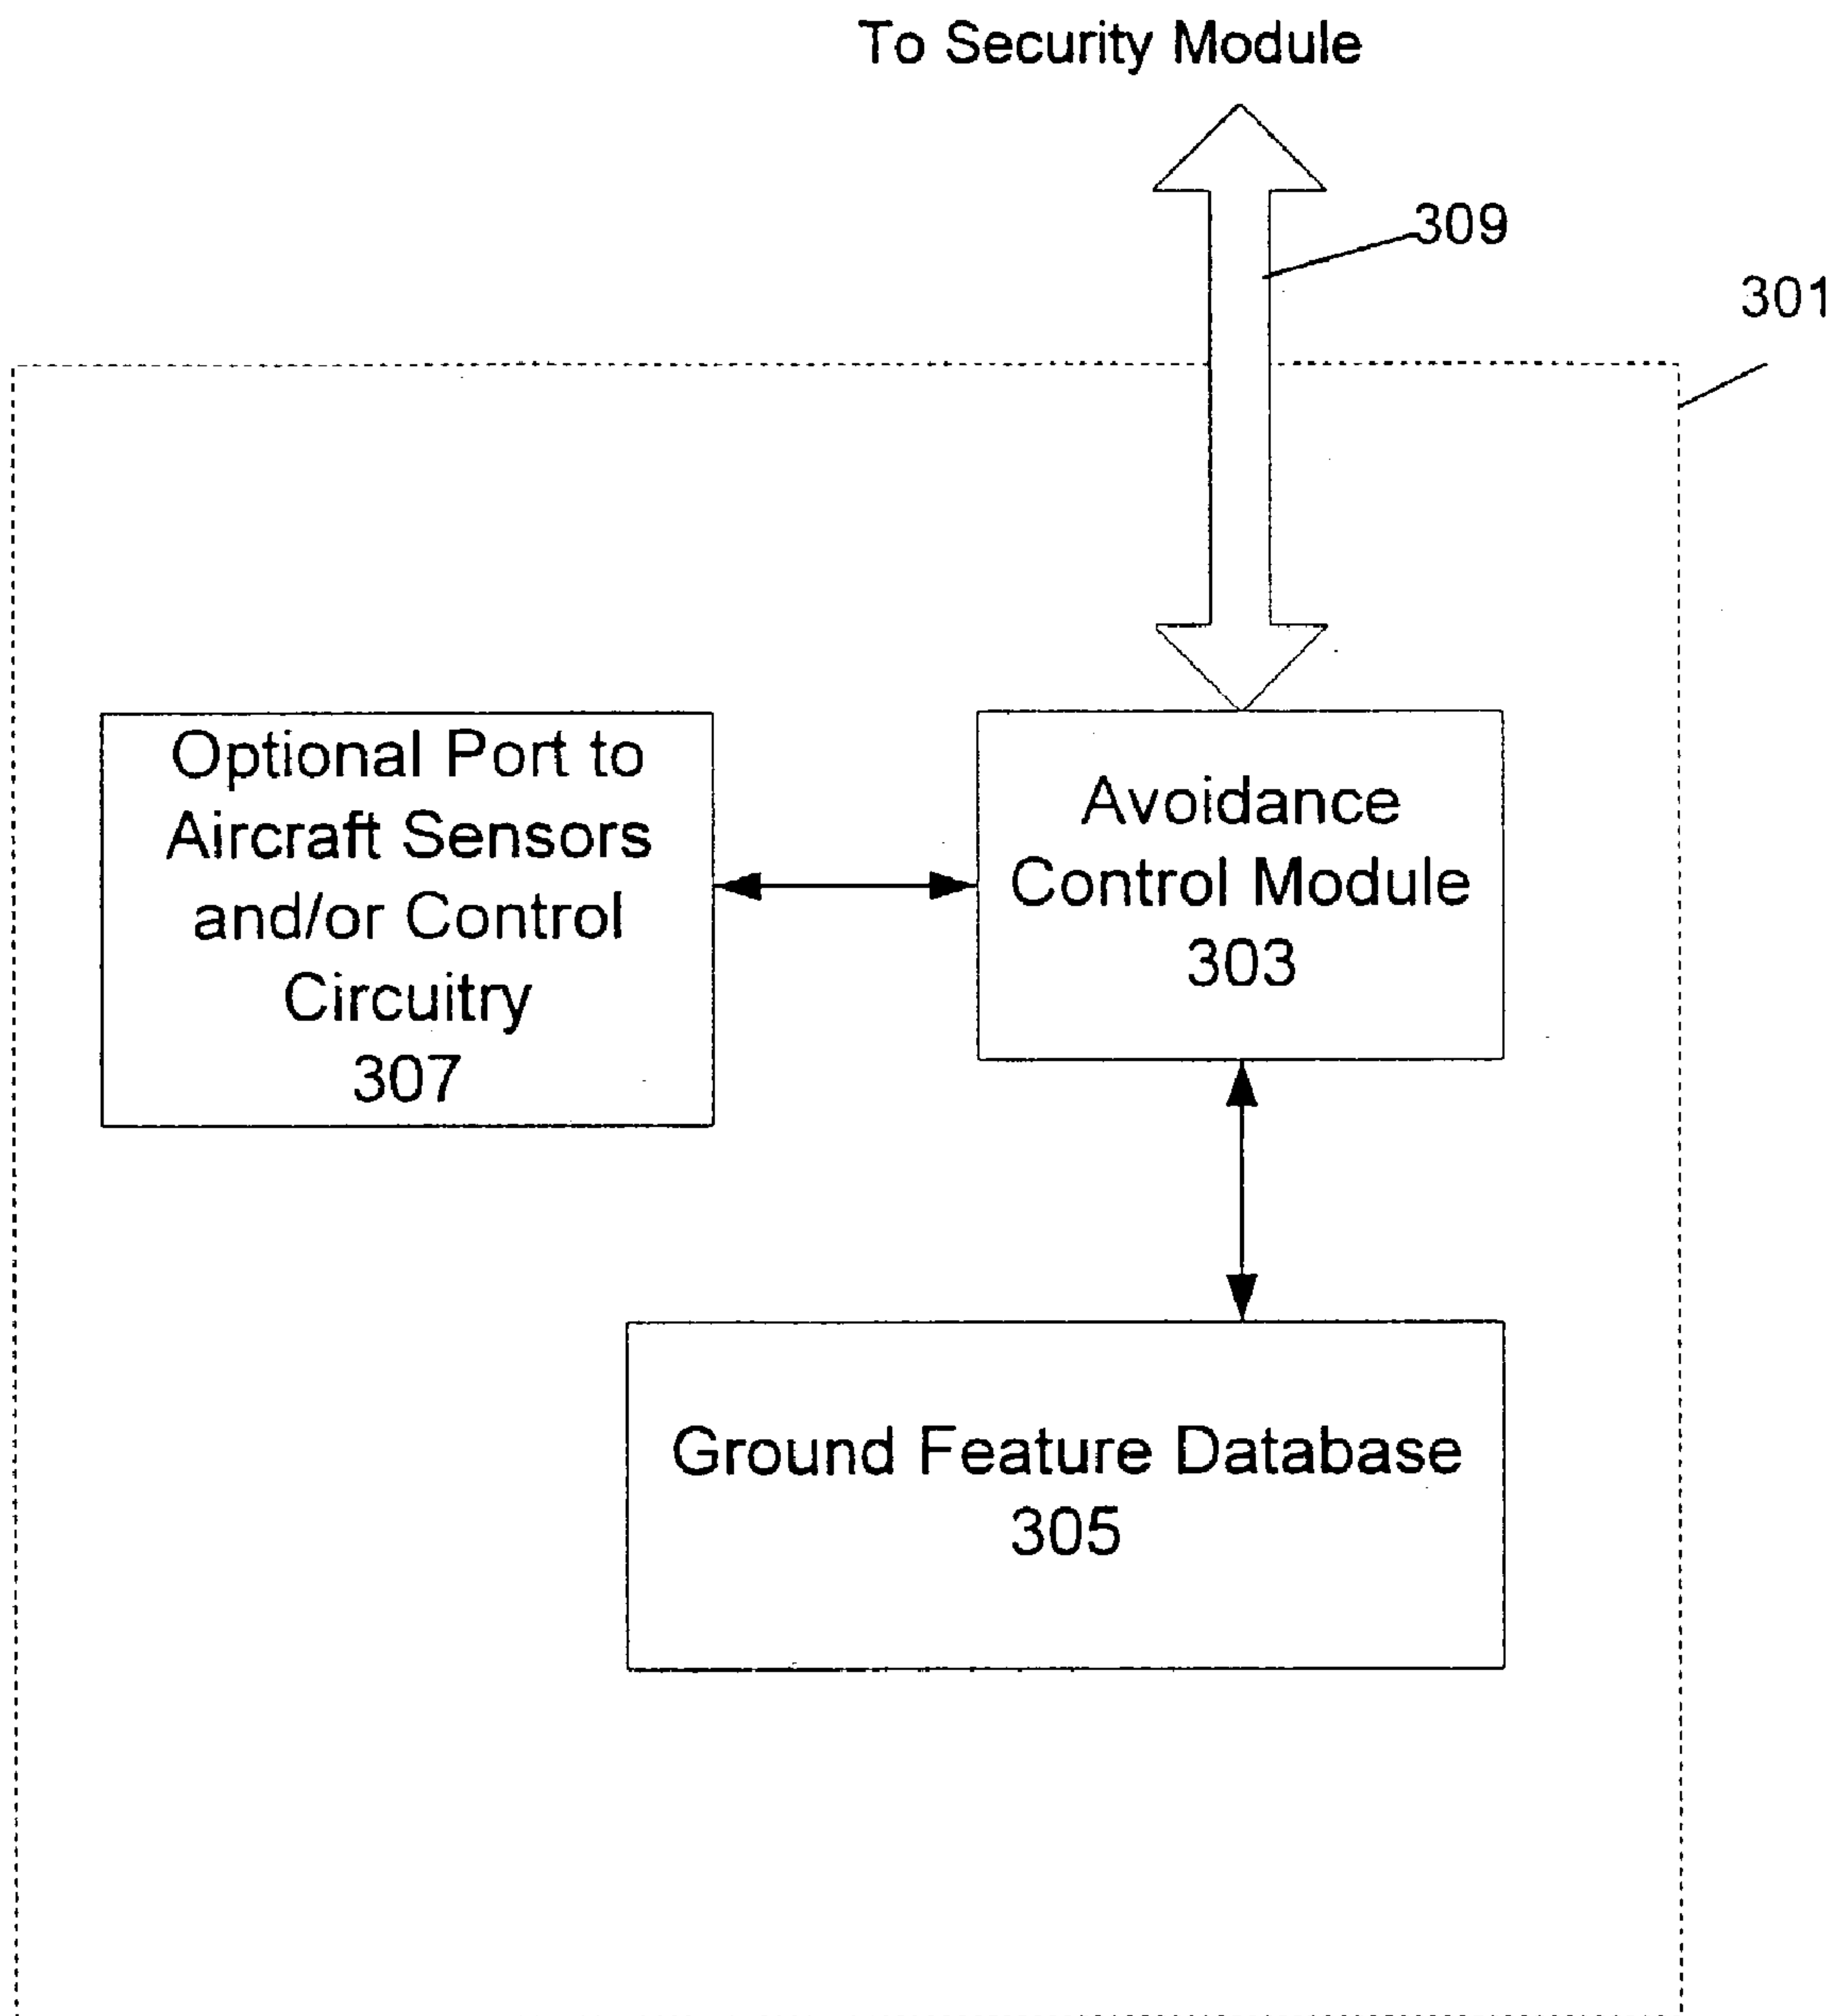 To Security Module
309
301
Optional Port to
Aircraft Sensors
and/or Control
Circuitry
307
Avoidance
Control Module
303
Ground Feature Database
305